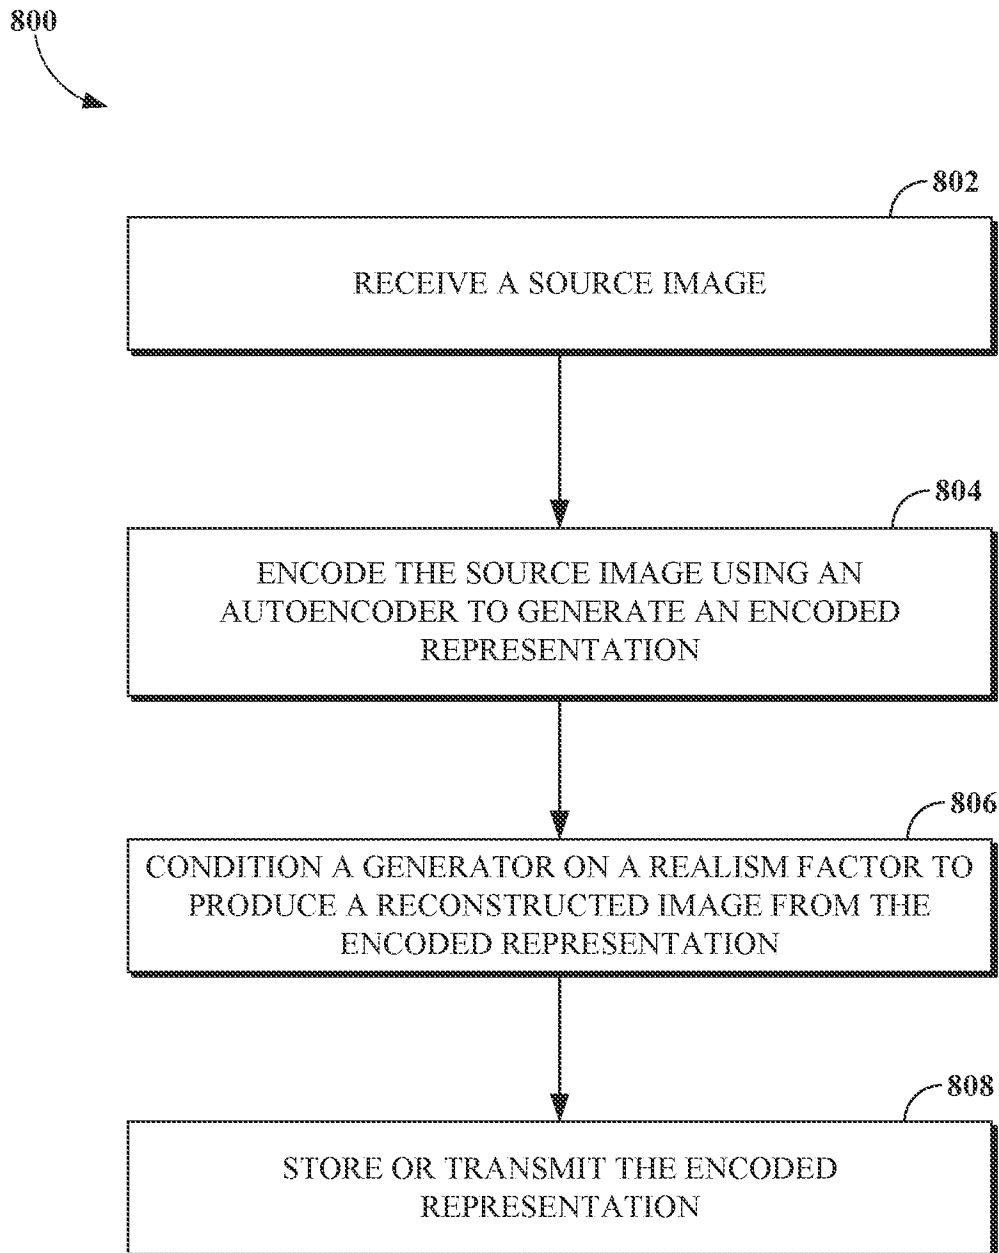 800
802
RECEIVE A SOURCE IMAGE
804
ENCODE THE SOURCE IMAGE USING AN
AUTOENCODER TO GENERATE AN ENCODED
REPRESENTATION
806
CONDITION A GENERATOR ON A REALISM FACTOR TO
PRODUCE A RECONSTRUCTED IMAGE FROM THE
ENCODED REPRESENTATION
808
STORE OR TRANSMIT THE ENCODED
REPRESENTATION